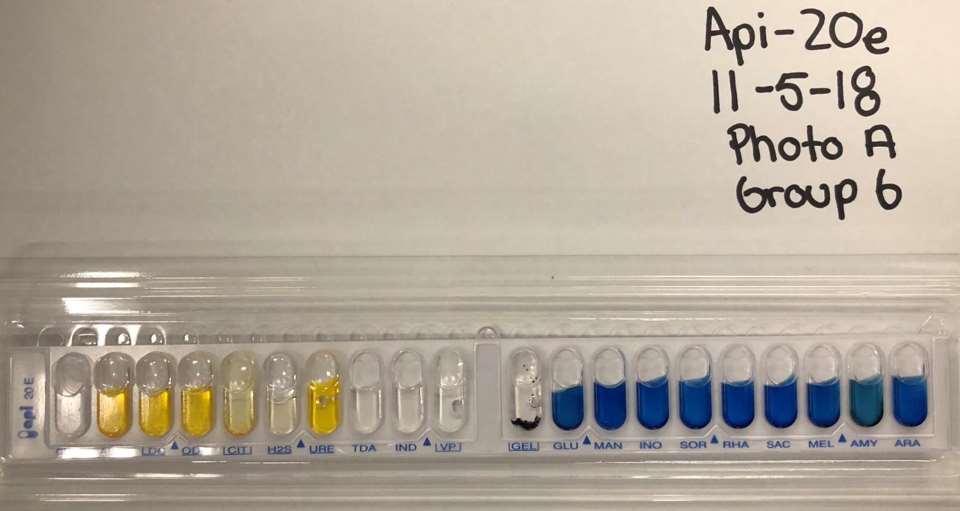 Api-20e
11-5-18
Photo A
Group 6
api 20 E
LDC
CIT H2S URE TDA IND VP GEL GLU MAN INO SOR RHA SAC MEL AMY ARA